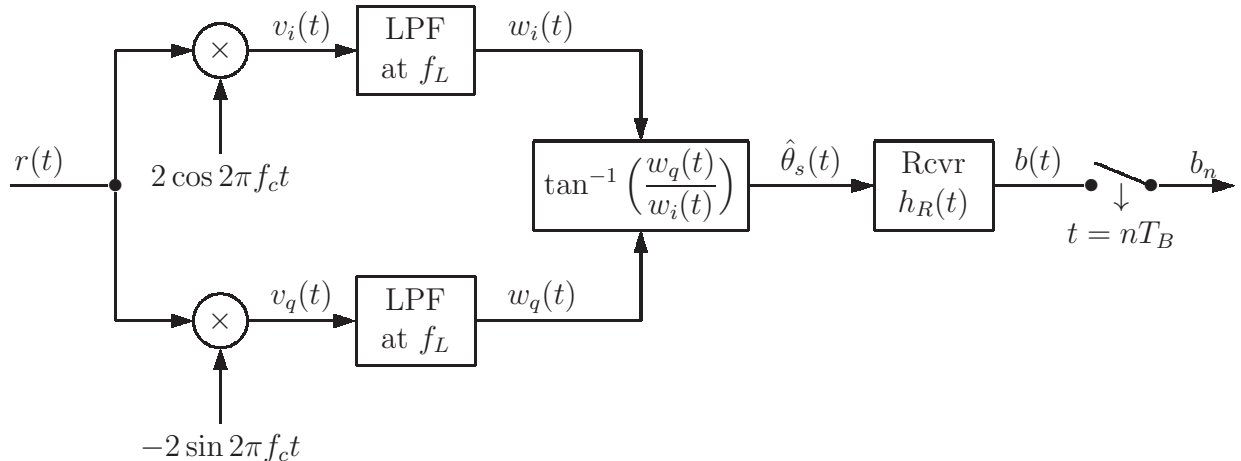 r(t)
×
2 cos 2πf_c t
v_i(t)
LPF
at f_L
w_i(t)
×
−2 sin 2πf_c t
v_q(t)
LPF
at f_L
w_q(t)
tan⁻¹ (w_q(t)/w_i(t))
θ̂_s(t)
Rcvr
h_R(t)
b(t)
t = nT_B
b_n